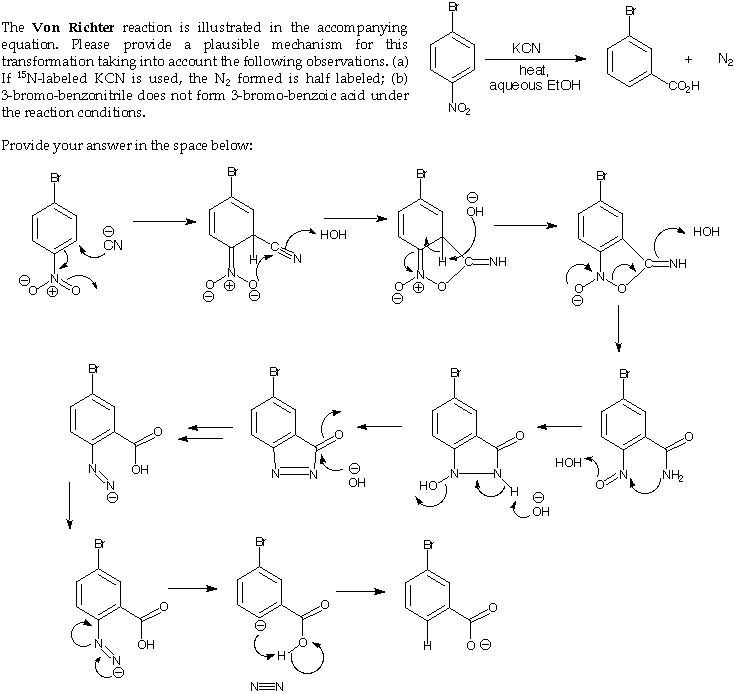 The Von Richter reaction is illustrated in the accompanying
equation. Please provide a plausible mechanism for this
transformation taking into account the following observations. (a)
If ¹⁵N-labeled KCN is used, the N₂ formed is half labeled; (b)
3-bromo-benzonitrile does not form 3-bromo-benzoic acid under
the reaction conditions.
Br
NO₂
KCN
heat,
aqueous EtOH
Br
CO₂H
+
N₂
Provide your answer in the space below:
Br
⊖
CN
⊖
O
N
⊕
O
Br
H
C
N
HOH
⊖
O
N
⊕
O
⊖
Br
⊖
OH
H
C=NH
⊖
O
N
⊕
O
Br
HOH
C=NH
N
⊖
O
O
Br
O
OH
N
N
⊖
Br
O
N=N
⊖
OH
Br
O
HO
N
N
H
⊖
OH
Br
O
HOH
O
N
NH₂
Br
O
OH
N
N
⊖
Br
O
⊖
H
O
N≡N
Br
O
H
O⊖